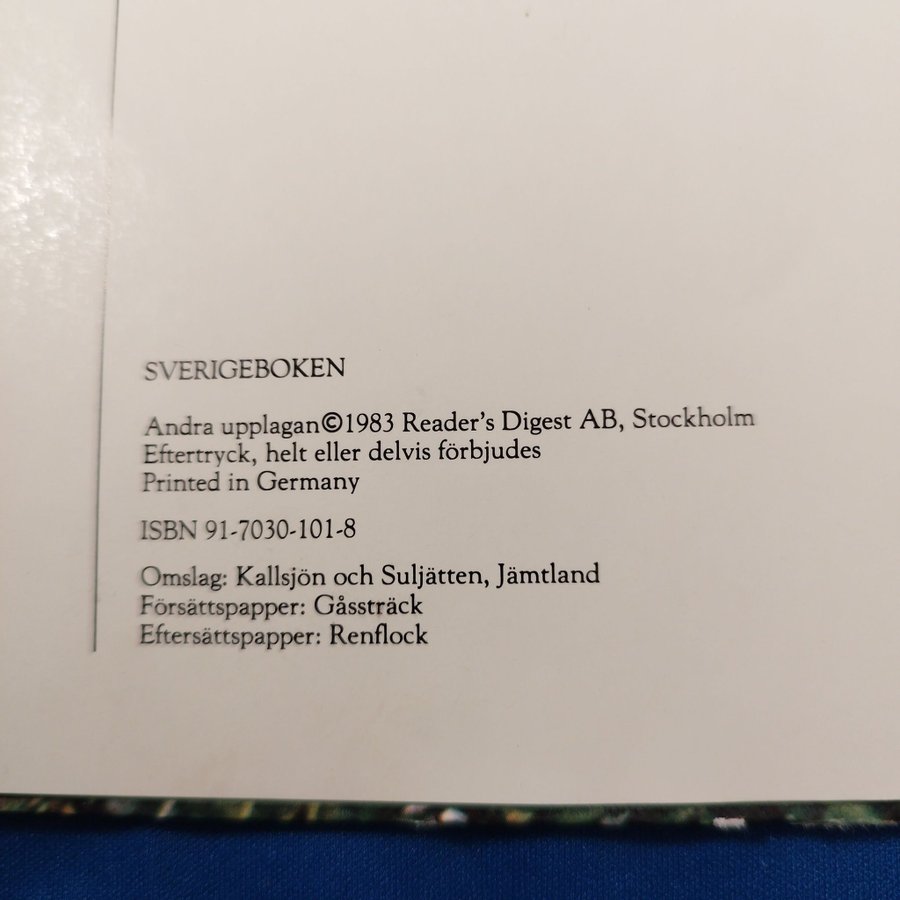 SVERIGEBOKEN
Andra upplagan©1983 Reader's Digest AB, Stockholm
Eftertryck, helt eller delvis förbjudes
Printed in Germany
ISBN 91-7030-101-8
Omslag: Kallsjön och Suljätten, Jämtland
Försättspapper: Gåssträck
Eftersättspapper: Renflock